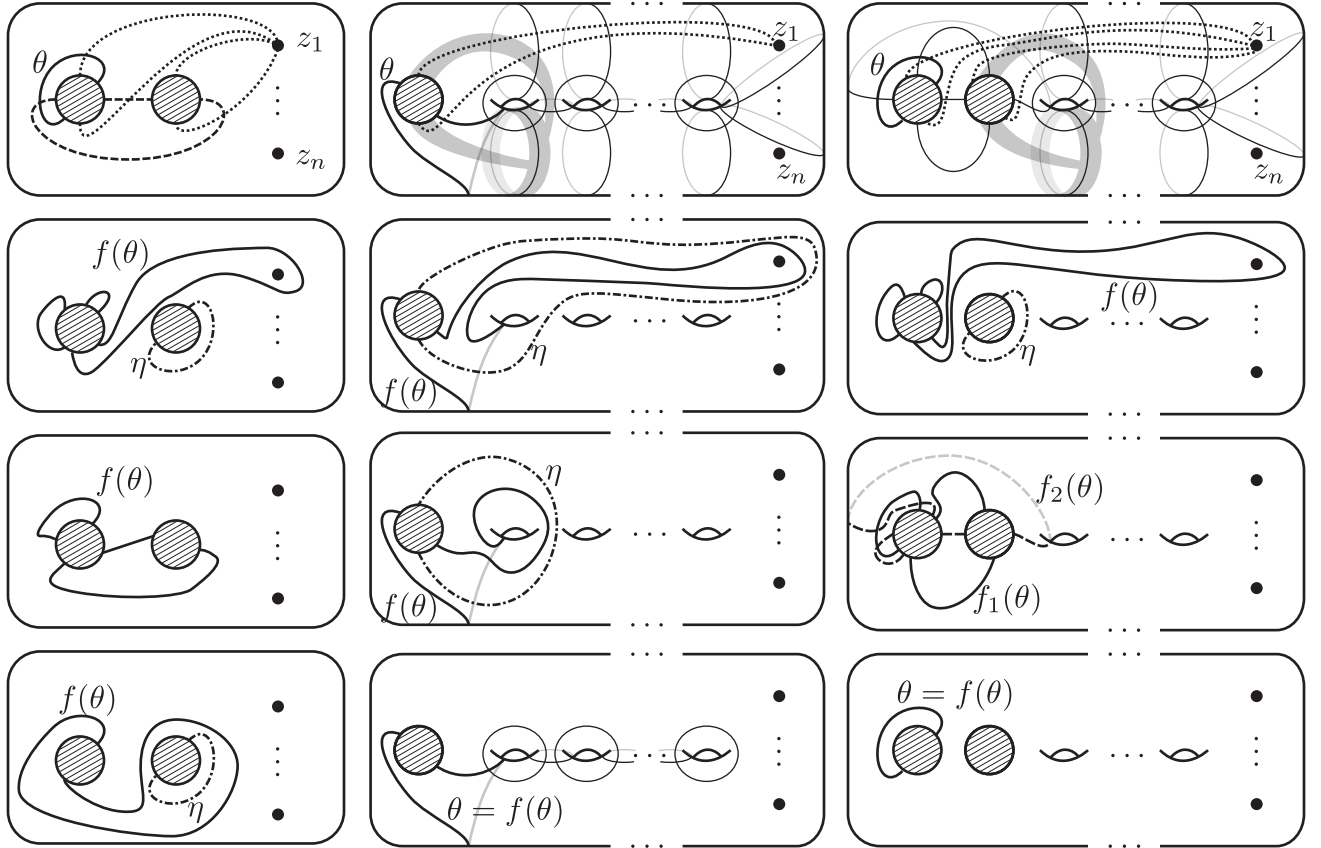 θ z₁ zₙ
θ z₁ zₙ
θ z₁ zₙ
f(θ) η
f(θ) η
f(θ) η
f(θ)
f(θ) η
f₁(θ) f₂(θ)
f(θ) η
θ = f(θ)
θ = f(θ)